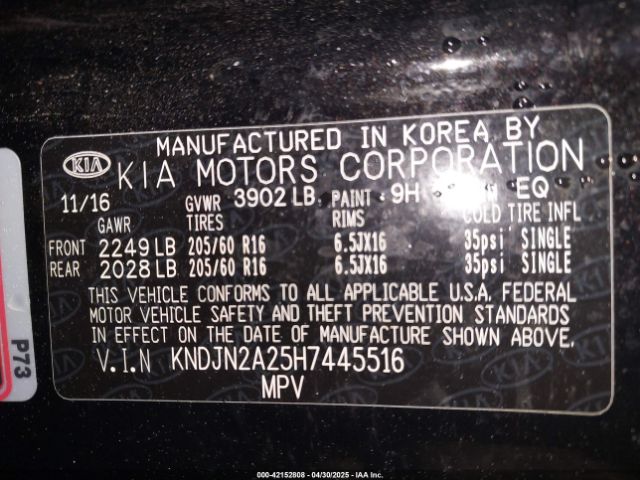 MANUFACTURED IN KOREA BY
KIA KIA MOTORS CORPORATION
11/16 GVWR 3902 LB PAINT 9H EQ
GAWR TIRES RIMS COLD TIRE INFL
FRONT 2249 LB 205/60 R16 6.5JX16 35psi SINGLE
REAR 2028 LB 205/60 R16 6.5JX16 35psi SINGLE
THIS VEHICLE CONFORMS TO ALL APPLICABLE U.S.A. FEDERAL
MOTOR VEHICLE SAFETY AND THEFT PREVENTION STANDARDS
IN EFFECT ON THE DATE OF MANUFACTURE SHOWN ABOVE.
V.I.N KNDJN2A25H7445516
MPV
P73
000-42152808 - 04/30/2025 - IAA Inc.